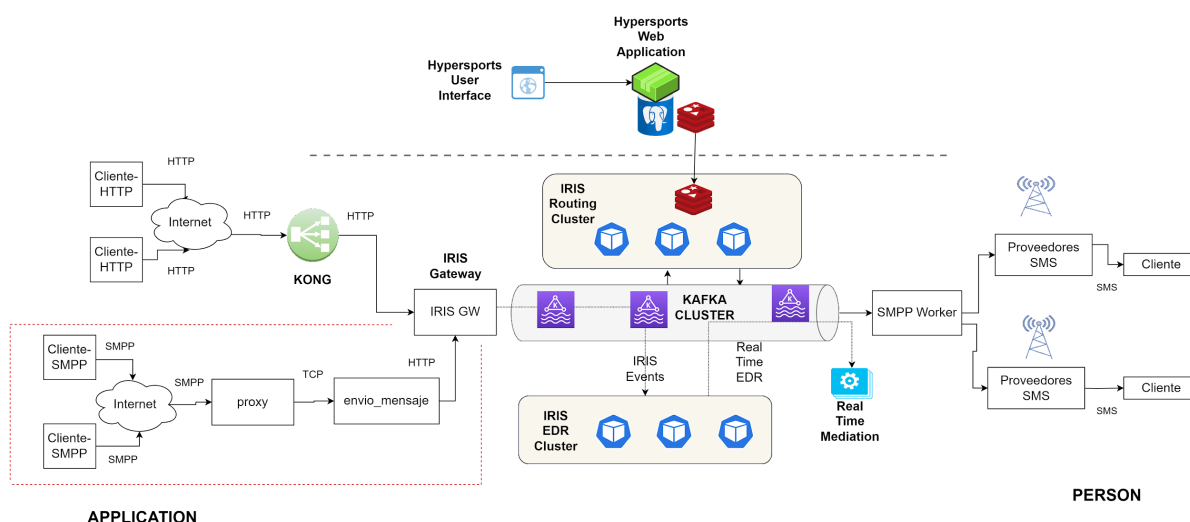 Hypersports
Web
Application
Hypersports
User
Interface
HTTP
Cliente-
HTTP
Internet
HTTP
HTTP
Cliente-
HTTP
HTTP
KONG
IRIS
Gateway
IRIS GW
IRIS
Routing
Cluster
KAFKA
CLUSTER
SMPP Worker
Proveedores
SMS
SMS
Cliente
Proveedores
SMS
SMS
Cliente
Cliente-
SMPP
SMPP
Internet
SMPP
Cliente-
SMPP
SMPP
proxy
TCP
envio_mensaje
HTTP
IRIS
Events
Real
Time
EDR
IRIS
EDR
Cluster
Real
Time
Mediation
APPLICATION
PERSON